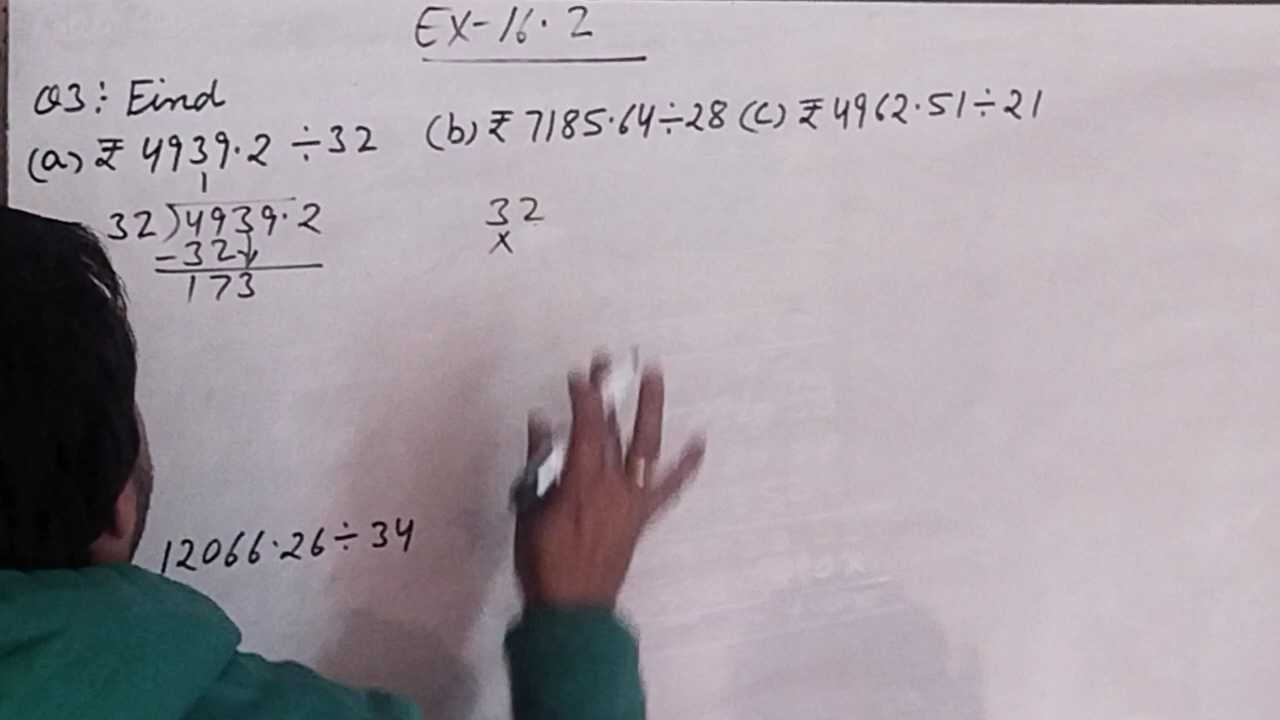 EX-16.2
Q3: Find
(a) ₹ 4939.2 ÷32 (b) ₹ 7185.64÷28 (c) ₹ 4962.51÷21
1
32)4939.2
-32↓
173
32
x
12066.26÷34